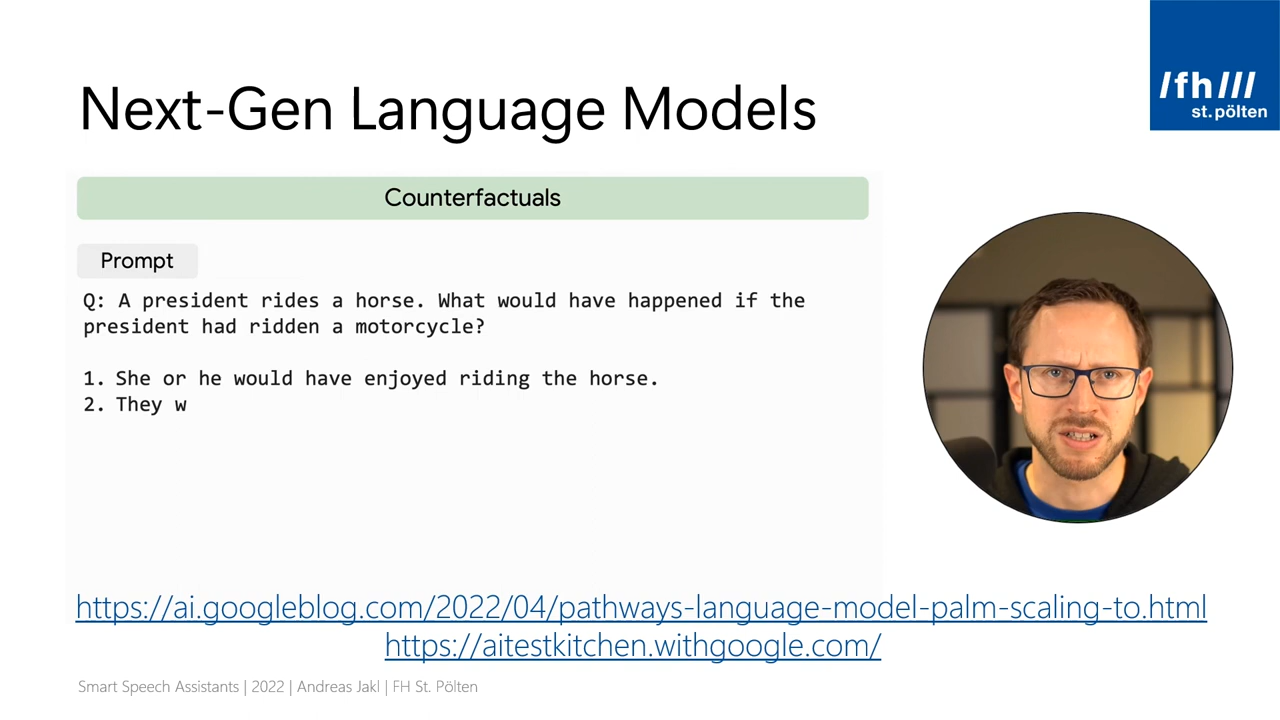 Next-Gen Language Models
/fh///
st.pölten
Counterfactuals
Prompt
Q: A president rides a horse. What would have happened if the
president had ridden a motorcycle?
1. She or he would have enjoyed riding the horse.
2. They w
https://ai.googleblog.com/2022/04/pathways-language-model-palm-scaling-to.html
https://aitestkitchen.withgoogle.com/
Smart Speech Assistants | 2022 | Andreas Jakl | FH St. Pölten